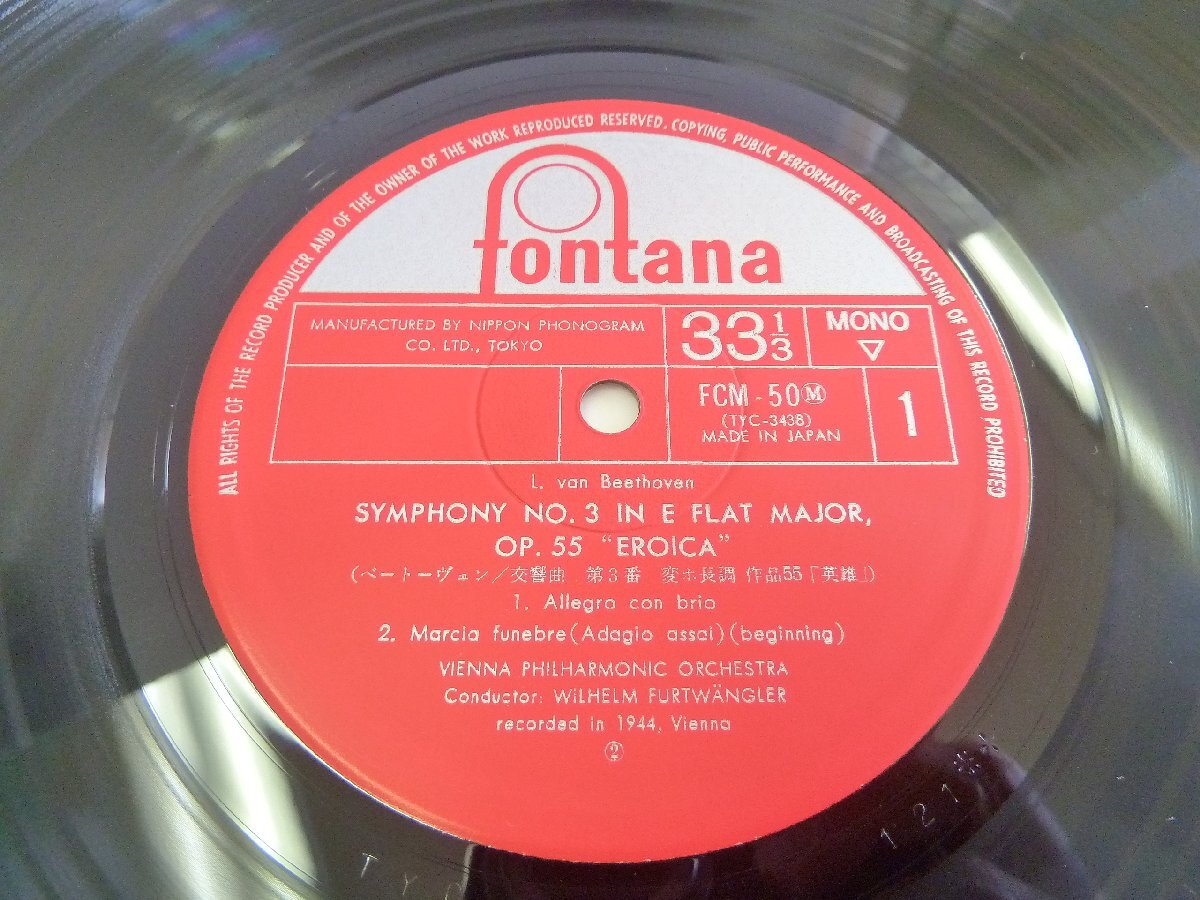 ALL RIGHTS OF THE RECORD PRODUCER AND OF THE OWNER OF THE WORK REPRODUCED RESERVED. COPYING, PUBLIC PERFORMANCE AND BROADCASTING OF THIS RECORD PROHIBITED
fontana
MANUFACTURED BY NIPPON PHONOGRAM
CO. LTD., TOKYO
33 1/3
MONO
FCM-50 Ⓜ
(TYC-3438)
MADE IN JAPAN
1
L. van Beethoven
SYMPHONY NO. 3 IN E FLAT MAJOR,
OP. 55 "EROICA"
(ベートーヴェン/交響曲 第3番 変ホ長調 作品55「英雄」)
1. Allegro con brio
2. Marcia funebre (Adagio assai) (beginning)
VIENNA PHILHARMONIC ORCHESTRA
Conductor: WILHELM FURTWÄNGLER
recorded in 1944, Vienna
121**